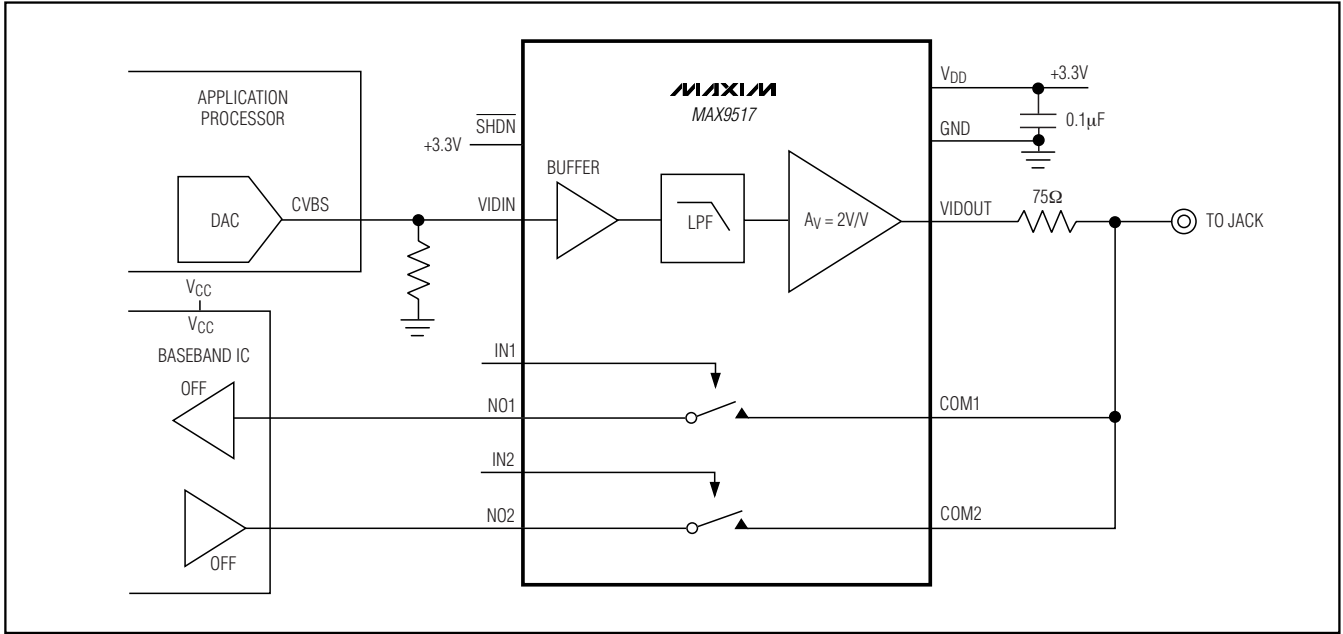 APPLICATION
PROCESSOR
DAC
CVBS
VCC
VCC
BASEBAND IC
OFF
OFF
SHDN
+3.3V
VIDIN
IN1
NO1
IN2
NO2
MAXIM
MAX9517
BUFFER
LPF
AV = 2V/V
VDD
+3.3V
0.1µF
GND
VIDOUT
75Ω
TO JACK
COM1
COM2